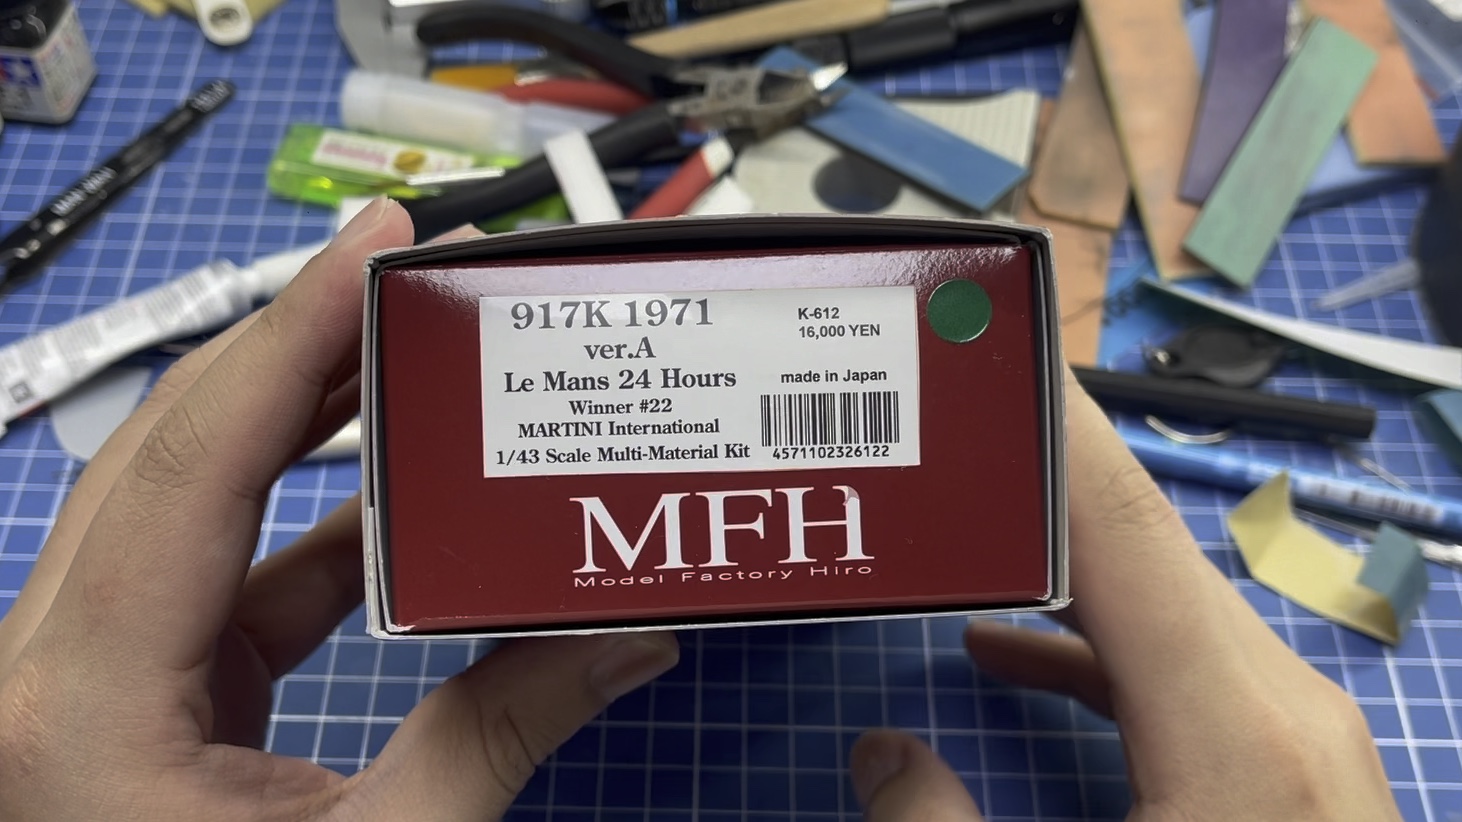 917K 1971
ver.A
Le Mans 24 Hours
Winner #22
MARTINI International
1/43 Scale Multi-Material Kit
K-612
16,000 YEN
made in Japan
4571102326122
MFH
Model Factory Hiro